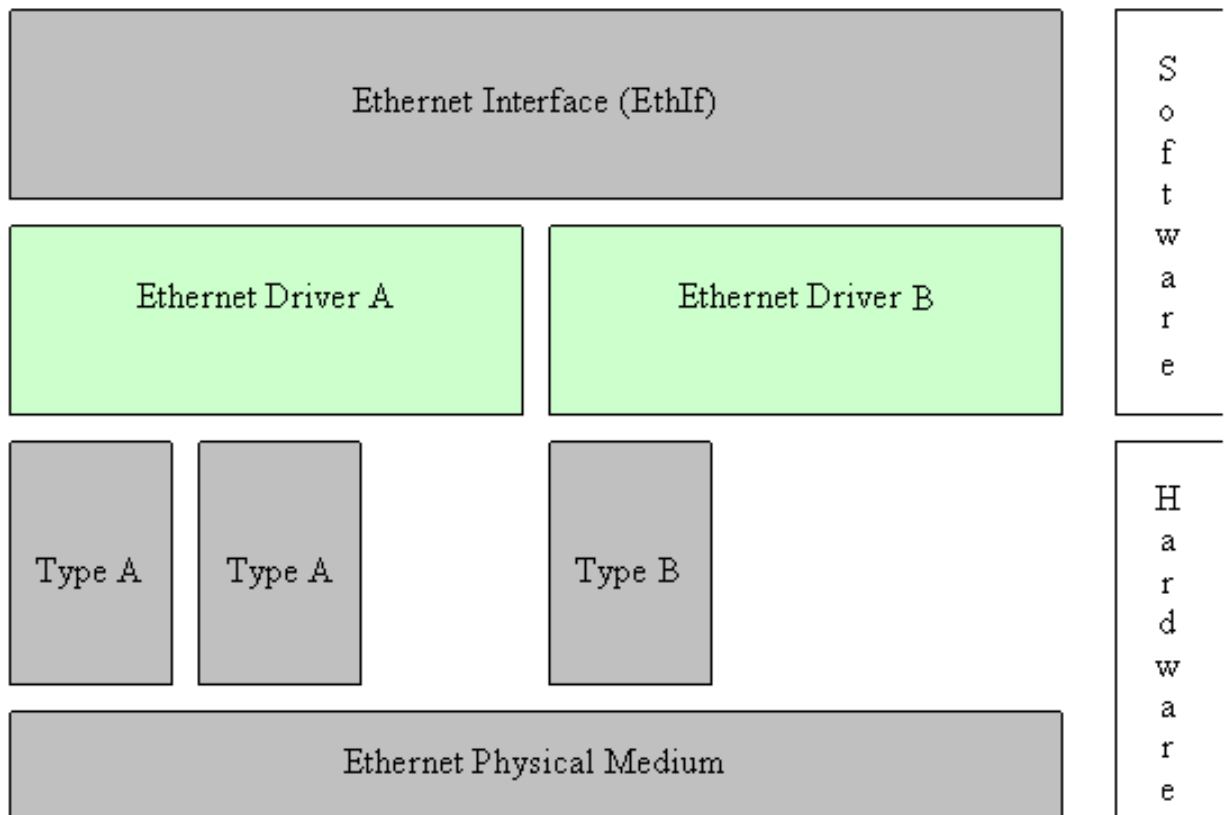 Ethernet Interface (EthIf)
Ethernet Driver A
Ethernet Driver B
Type A
Type A
Type B
Ethernet Physical Medium
Software
Hardware